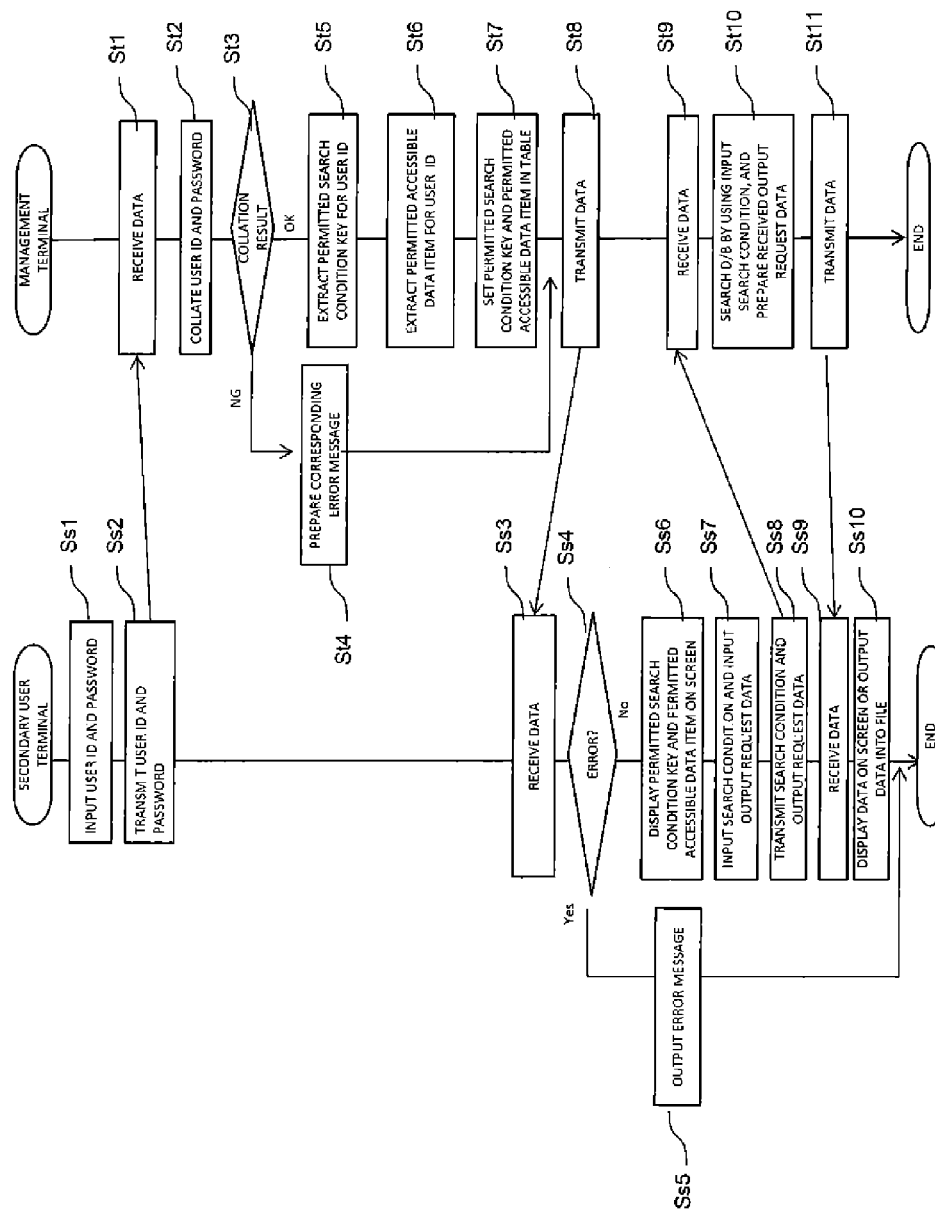 SECONDARY USER
TERMINAL
INPUT USER ID AND PASSWORD
Ss1
TRANSMIT USER ID AND
PASSWORD
Ss2
RECEIVE DATA
Ss3
ERROR?
Ss4
Yes
No
OUTPUT ERROR MESSAGE
Ss5
DISPLAY PERMITTED SEARCH
CONDITION KEY AND PERMITTED
ACCESSIBLE DATA ITEM ON SCREEN
Ss6
INPUT SEARCH CONDITION AND INPUT
OUTPUT REQUEST DATA
Ss7
TRANSMIT SEARCH CONDITION AND
OUTPUT REQUEST DATA
Ss8
RECEIVE DATA
Ss9
DISPLAY DATA ON SCREEN OR OUTPUT
DATA INTO FILE
Ss10
END
MANAGEMENT
TERMINAL
RECEIVE DATA
St1
COLLATE USER ID AND PASSWORD
St2
COLLATION
RESULT
St3
NG
OK
PREPARE CORRESPONDING
ERROR MESSAGE
St4
EXTRACT PERMITTED SEARCH
CONDITION KEY FOR USER ID
St5
EXTRACT PERMITTED ACCESSIBLE
DATA ITEM FOR USER ID
St6
SET PERMITTED SEARCH
CONDITION KEY AND PERMITTED
ACCESSIBLE DATA ITEM IN TABLE
St7
TRANSMIT DATA
St8
RECEIVE DATA
St9
SEARCH D/B BY USING INPUT
SEARCH CONDITION, AND
PREPARE RECEIVED OUTPUT
REQUEST DATA
St10
TRANSMIT DATA
St11
END